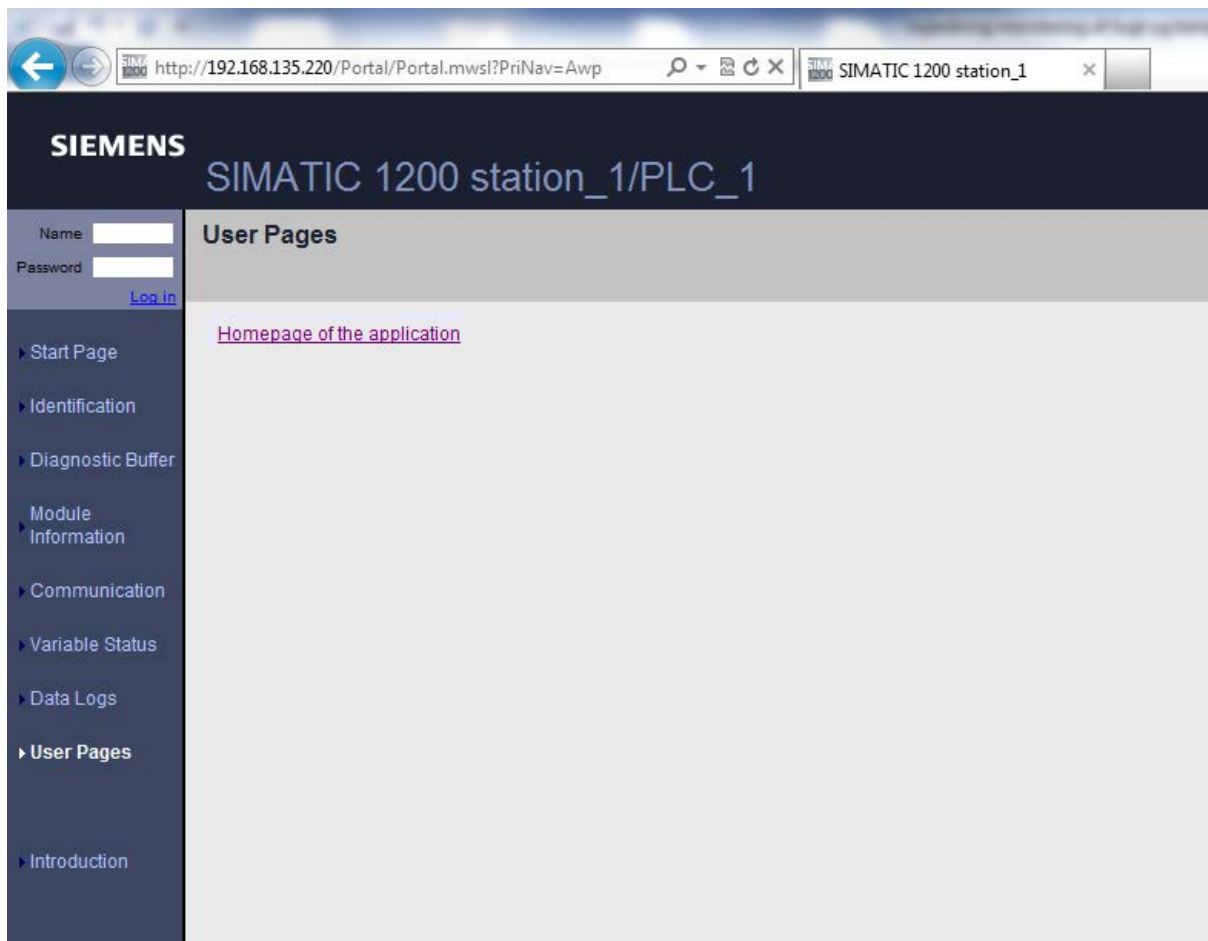 http://192.168.135.220/Portal/Portal.mwsl?PriNav=Awp
SIMATIC 1200 station_1
SIEMENS
SIMATIC 1200 station_1/PLC_1
Name
Password
Log in
User Pages
Homepage of the application
Start Page
Identification
Diagnostic Buffer
Module
Information
Communication
Variable Status
Data Logs
User Pages
Introduction